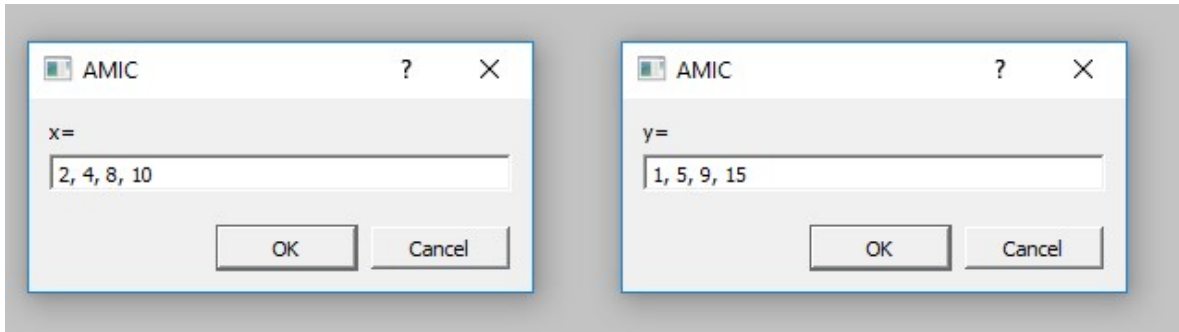 AMIC ?
x=
2, 4, 8, 10
OK Cancel
AMIC ?
y=
1, 5, 9, 15
OK Cancel